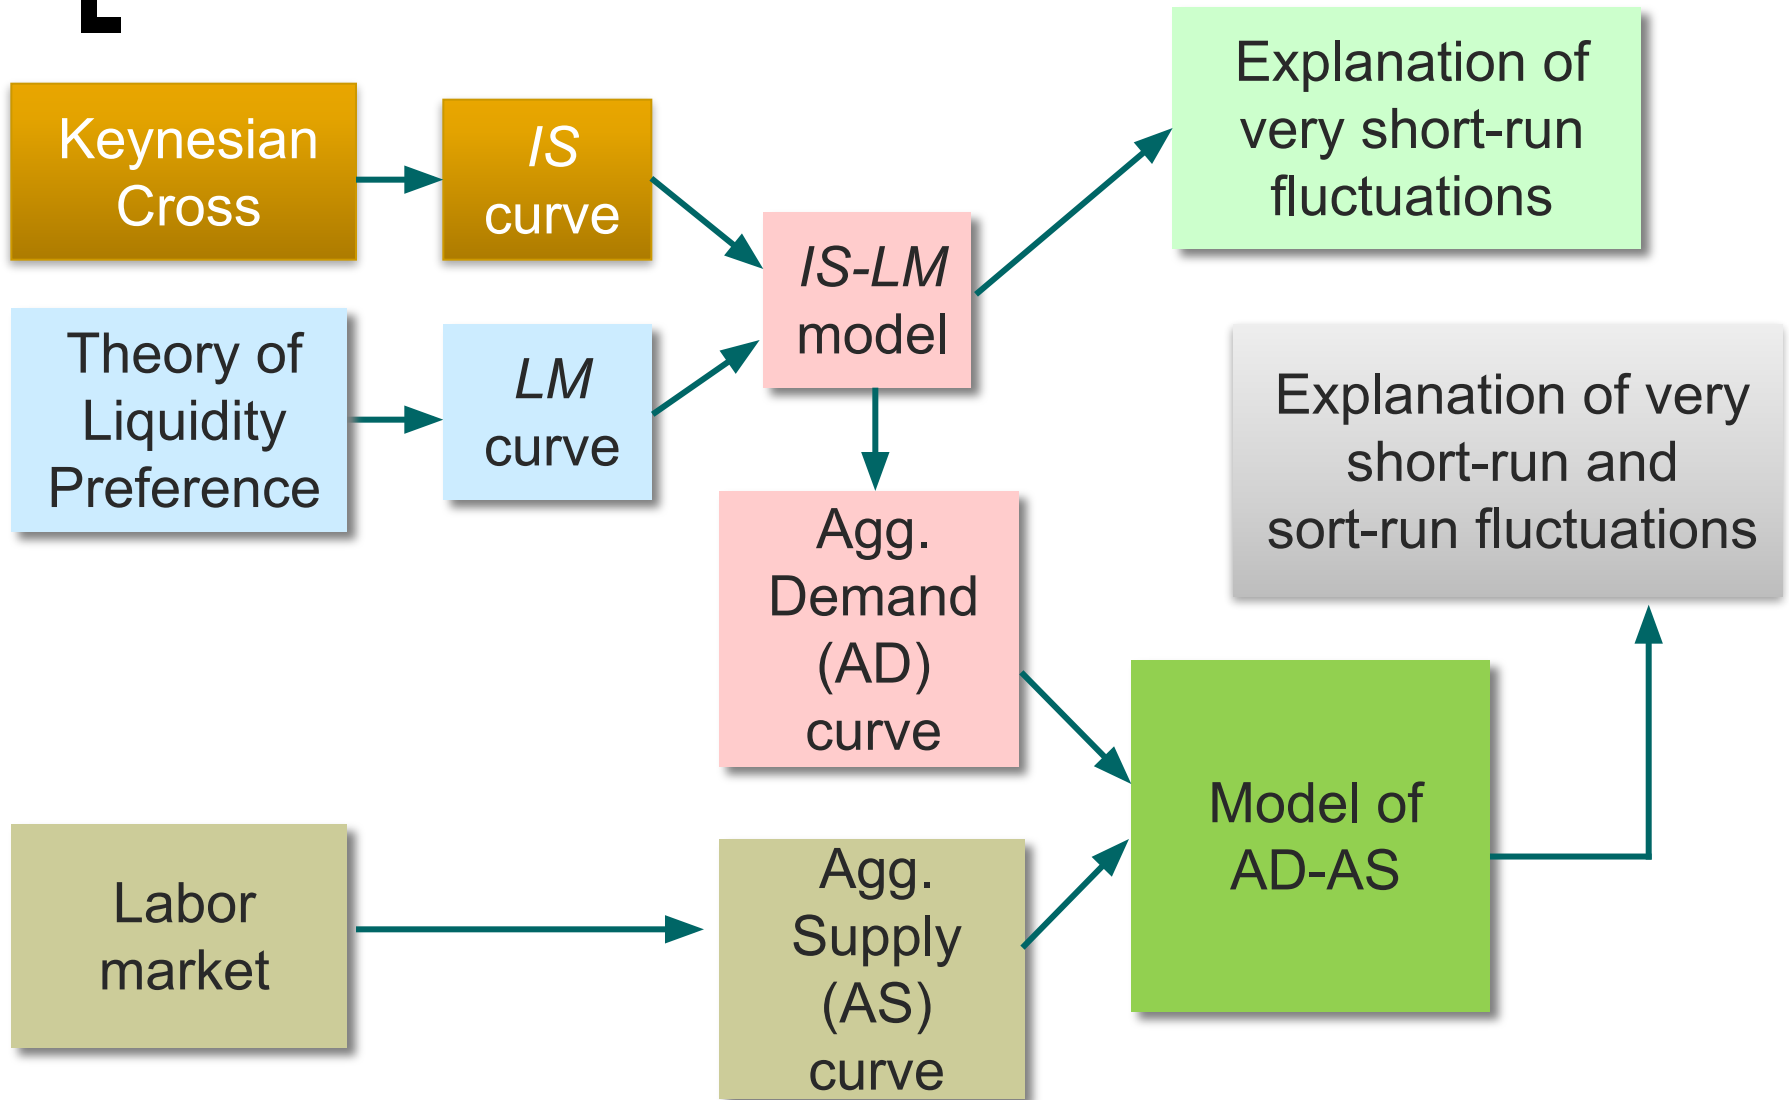 Keynesian
Cross
IS
curve
Explanation of
very short-run
fluctuations
IS-LM
model
Theory of
Liquidity
Preference
LM
curve
Explanation of very
short-run and
sort-run fluctuations
Agg.
Demand
(AD)
curve
Model of
AD-AS
Labor
market
Agg.
Supply
(AS)
curve